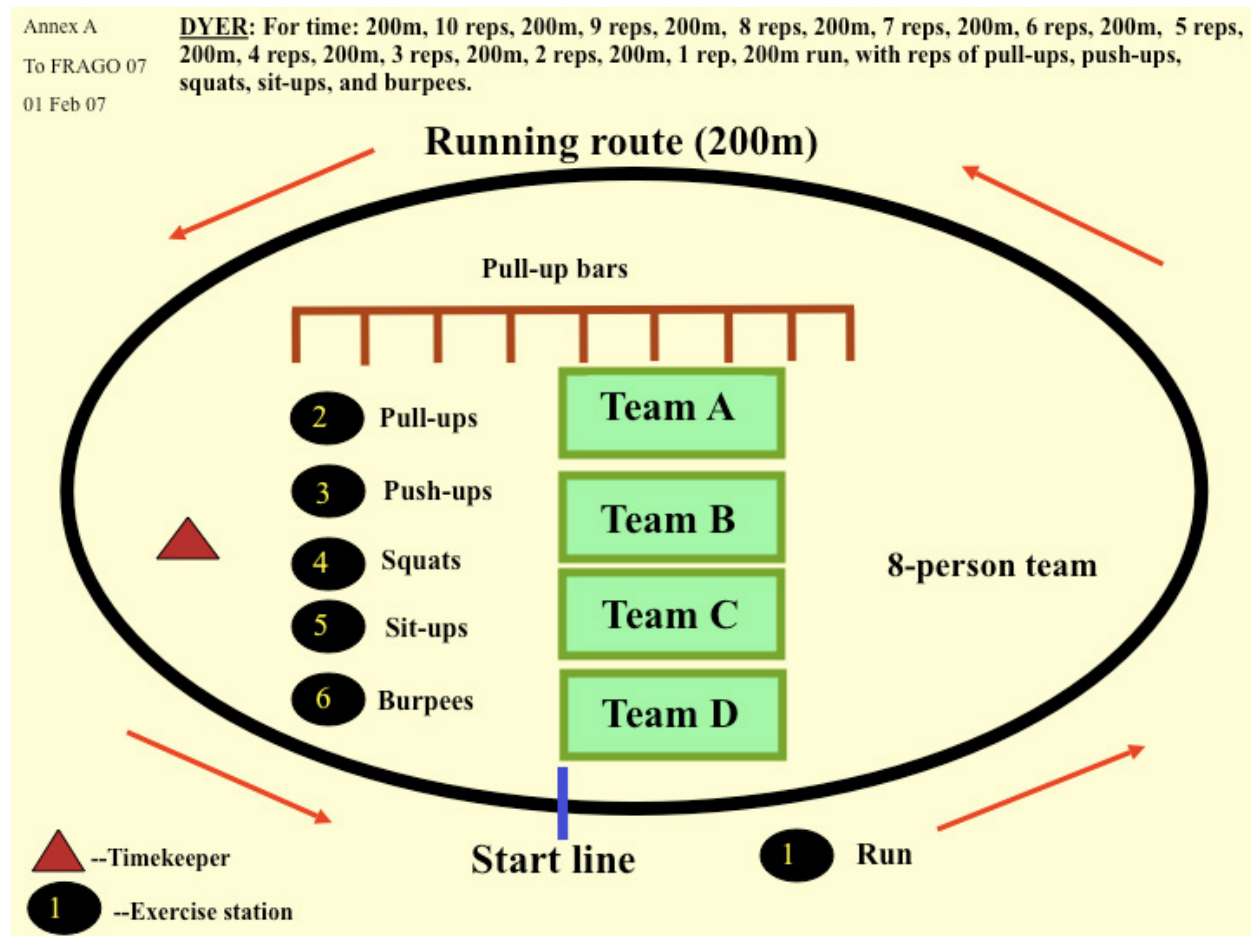 Annex A
To FRAGO 07
01 Feb 07
DYER: For time: 200m, 10 reps, 200m, 9 reps, 200m, 8 reps, 200m, 7 reps, 200m, 6 reps, 200m, 5 reps,
200m, 4 reps, 200m, 3 reps, 200m, 2 reps, 200m, 1 rep, 200m run, with reps of pull-ups, push-ups,
squats, sit-ups, and burpees.
Running route (200m)
Pull-up bars
2 Pull-ups
3 Push-ups
4 Squats
5 Sit-ups
6 Burpees
Team A
Team B
Team C
Team D
8-person team
Start line
1 Run
--Timekeeper
1 --Exercise station